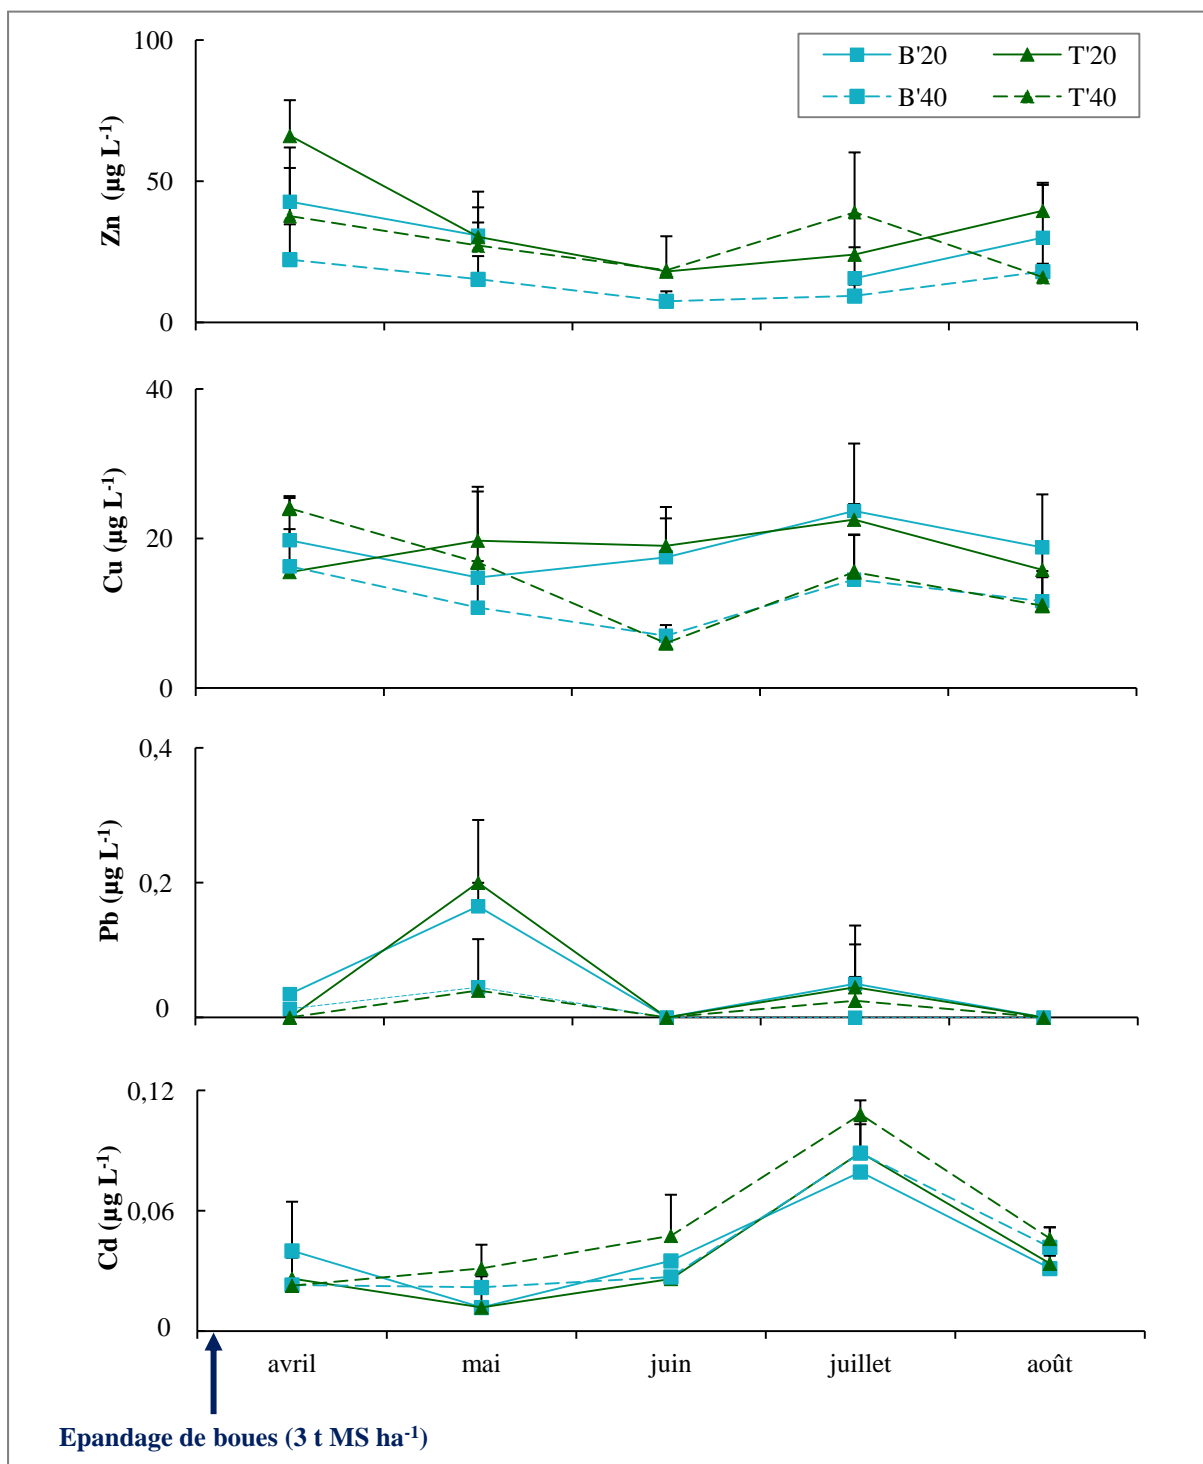 B'20 T'20
B'40 T'40
100
50
0
Zn (µg L-1)
40
20
0
Cu (µg L-1)
0,4
0,2
0
Pb (µg L-1)
0,12
0,06
0
Cd (µg L-1)
avril mai juin juillet août
Epandage de boues (3 t MS ha-1)